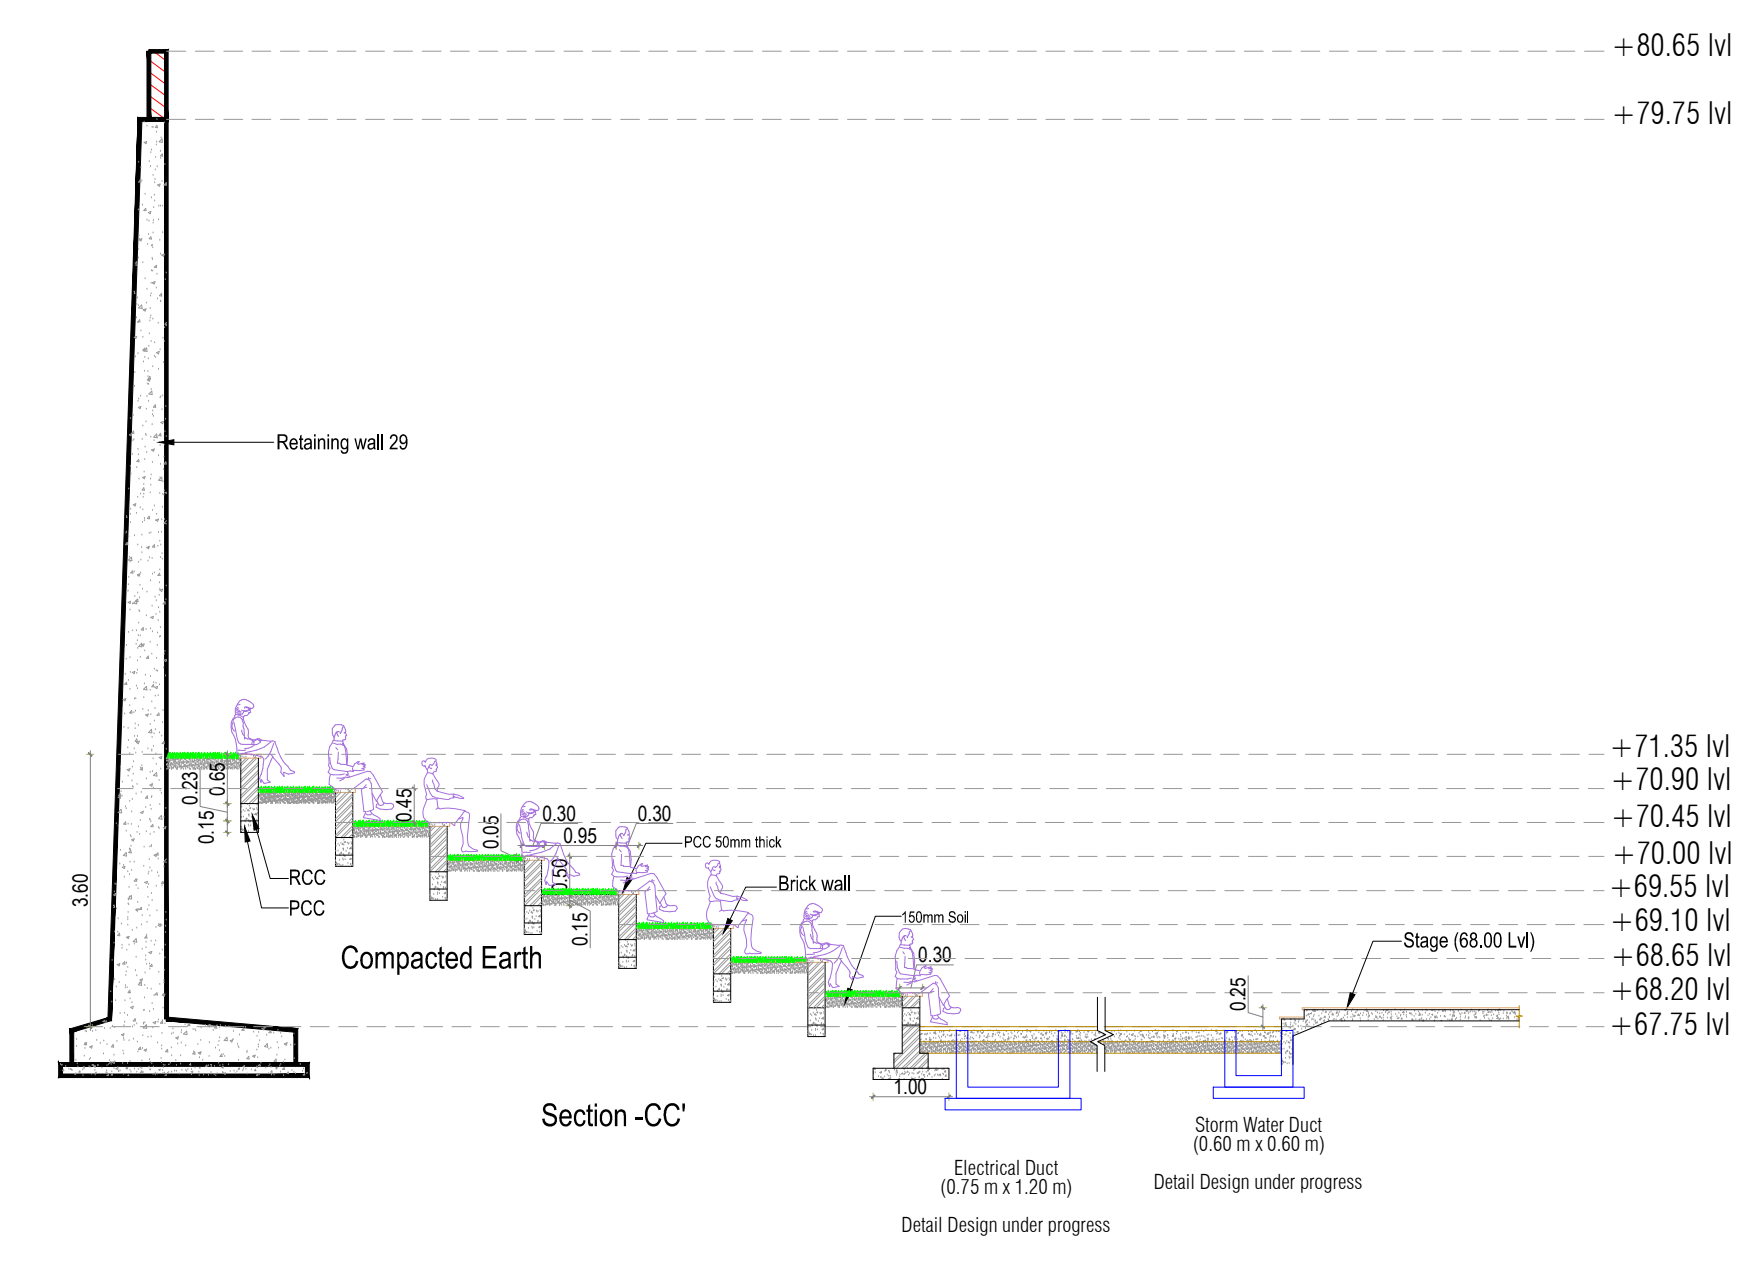 +80.65 lvl
+79.75 lvl
Retaining wall 29
+71.35 lvl
+70.90 lvl
+70.45 lvl
+70.00 lvl
+69.55 lvl
+69.10 lvl
+68.65 lvl
+68.20 lvl
+67.75 lvl
3.60
0.23
0.65
0.15
0.45
0.05
0.30
0.95
0.30
0.50
0.15
PCC 50mm thick
RCC
PCC
Brick wall
150mm Soil
Compacted Earth
0.30
Stage (68.00 Lvl)
0.25
1.00
Section -CC'
Storm Water Duct
(0.60 m x 0.60 m)
Detail Design under progress
Electrical Duct
(0.75 m x 1.20 m)
Detail Design under progress